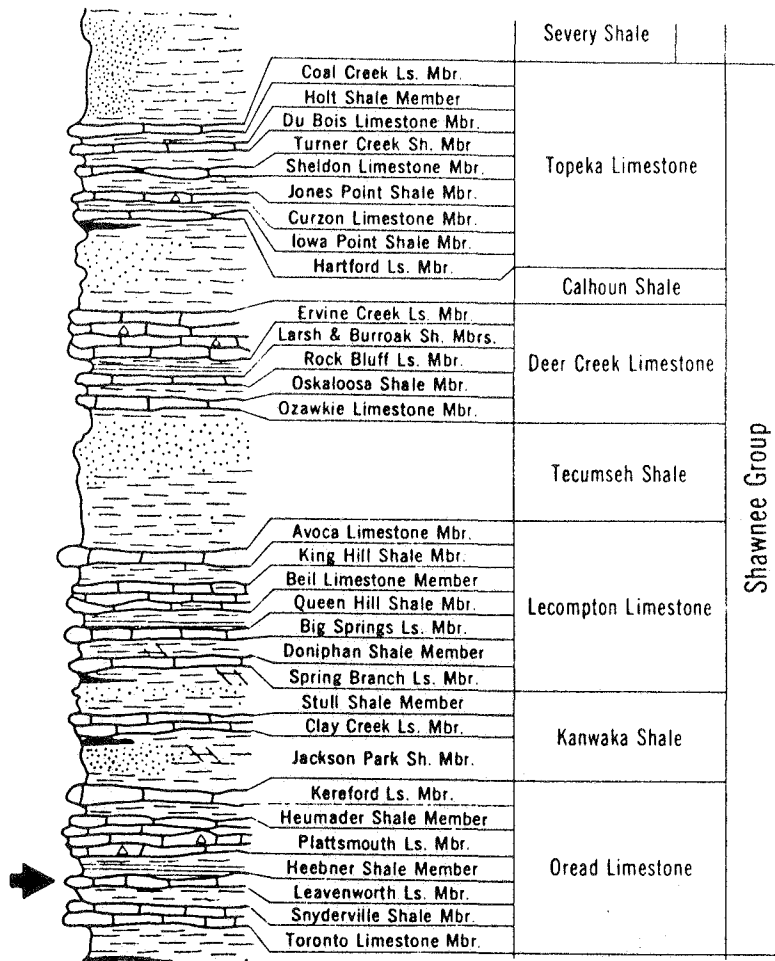 Severy Shale
Coal Creek Ls. Mbr.
Holt Shale Member
Du Bois Limestone Mbr.
Turner Creek Sh. Mbr
Sheldon Limestone Mbr.
Jones Point Shale Mbr.
Curzon Limestone Mbr.
Iowa Point Shale Mbr.
Hartford Ls. Mbr.
Topeka Limestone
Calhoun Shale
Ervine Creek Ls. Mbr.
Larsh & Burroak Sh. Mbrs.
Rock Bluff Ls. Mbr.
Oskaloosa Shale Mbr.
Ozawkie Limestone Mbr.
Deer Creek Limestone
Tecumseh Shale
Avoca Limestone Mbr.
King Hill Shale Mbr.
Beil Limestone Member
Queen Hill Shale Mbr.
Big Springs Ls. Mbr.
Doniphan Shale Member
Spring Branch Ls. Mbr.
Lecompton Limestone
Stull Shale Member
Clay Creek Ls. Mbr.
Jackson Park Sh. Mbr.
Kanwaka Shale
Kereford Ls. Mbr.
Heumader Shale Member
Plattsmouth Ls. Mbr.
Heebner Shale Member
Leavenworth Ls. Mbr.
Snyderville Shale Mbr.
Toronto Limestone Mbr.
Oread Limestone
Shawnee Group